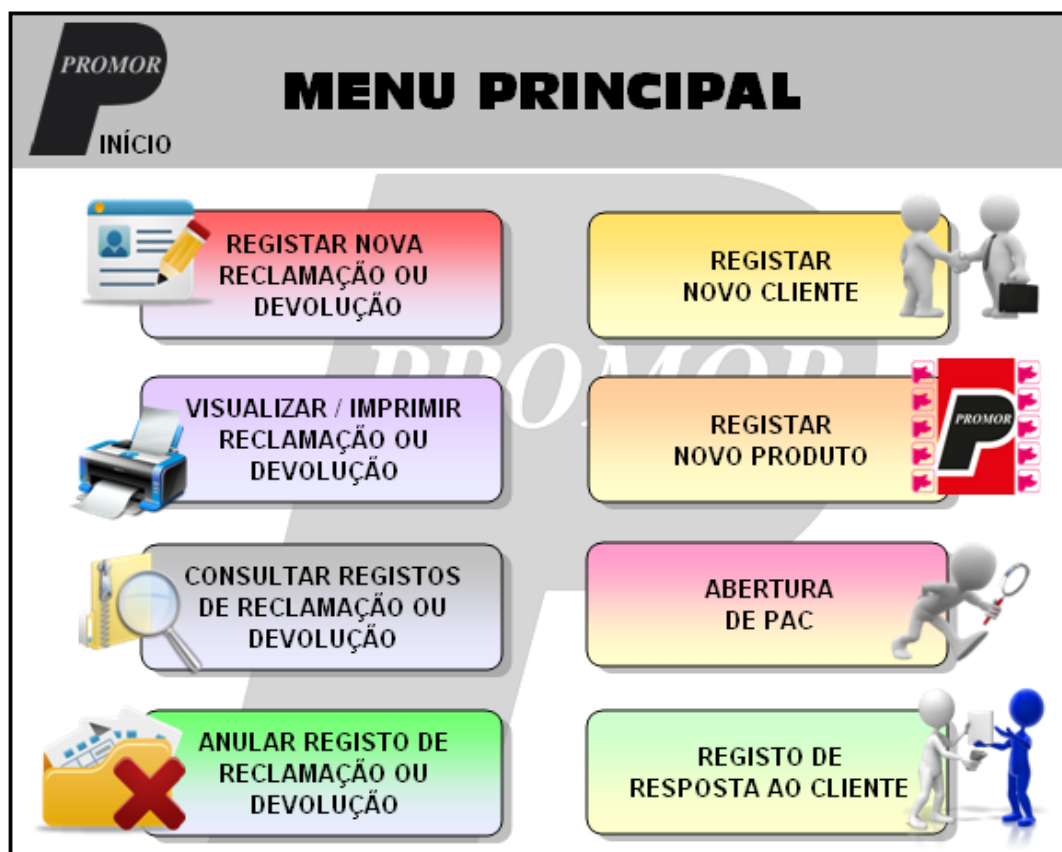 PROMOR
INÍCIO
MENU PRINCIPAL
REGISTAR NOVA
RECLAMAÇÃO OU
DEVOLUÇÃO
REGISTAR
NOVO CLIENTE
PROMOR
VISUALIZAR / IMPRIMIR
RECLAMAÇÃO OU
DEVOLUÇÃO
REGISTAR
NOVO PRODUTO
PROMOR
CONSULTAR REGISTOS
DE RECLAMAÇÃO OU
DEVOLUÇÃO
ABERTURA
DE PAC
ANULAR REGISTO DE
RECLAMAÇÃO OU
DEVOLUÇÃO
REGISTO DE
RESPOSTA AO CLIENTE